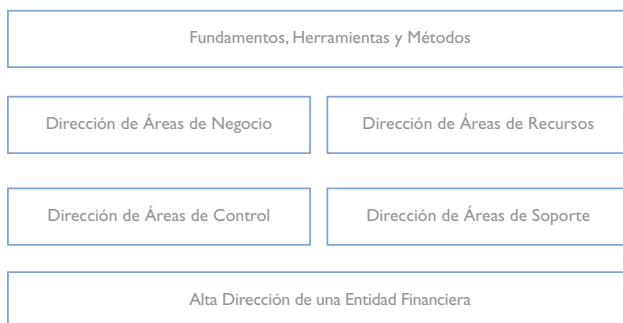 Fundamentos, Herramientas y Métodos
Dirección de Áreas de Negocio
Dirección de Áreas de Recursos
Dirección de Áreas de Control
Dirección de Áreas de Soporte
Alta Dirección de una Entidad Financiera